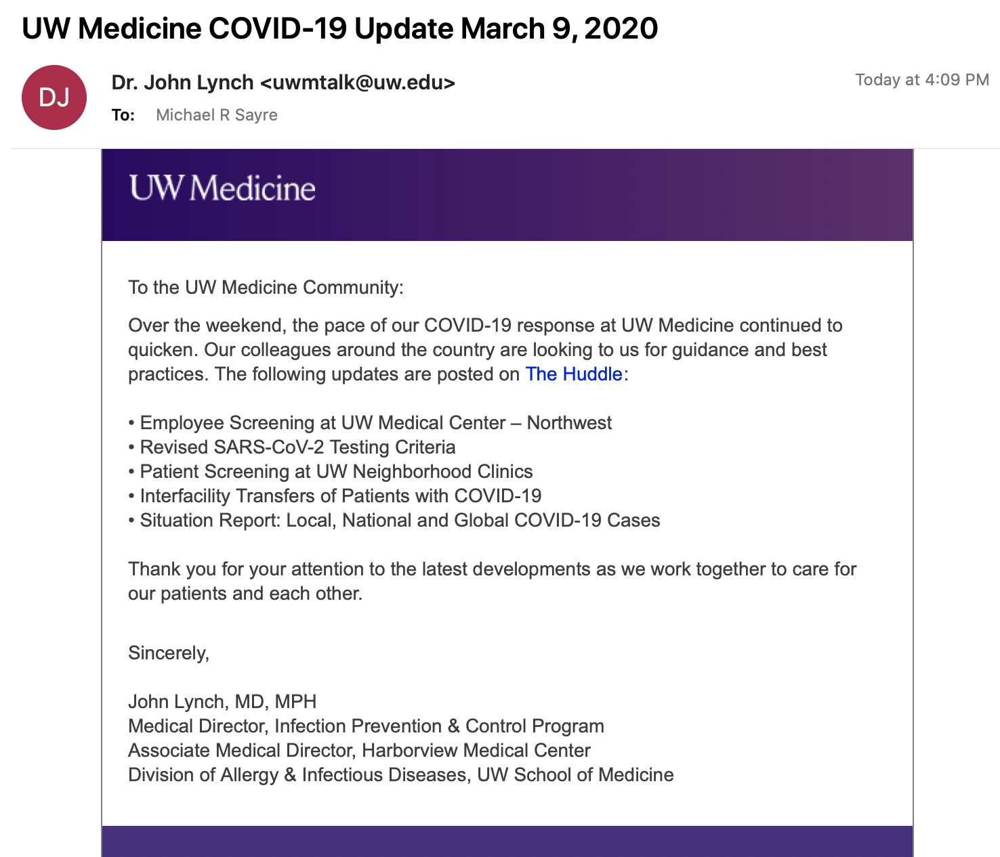 UW Medicine COVID-19 Update March 9, 2020
DJ
Dr. John Lynch <uwmtalk@uw.edu>
Today at 4:09 PM
To: Michael R Sayre
UW Medicine
To the UW Medicine Community:
Over the weekend, the pace of our COVID-19 response at UW Medicine continued to
quicken. Our colleagues around the country are looking to us for guidance and best
practices. The following updates are posted on The Huddle:
• Employee Screening at UW Medical Center – Northwest
• Revised SARS-CoV-2 Testing Criteria
• Patient Screening at UW Neighborhood Clinics
• Interfacility Transfers of Patients with COVID-19
• Situation Report: Local, National and Global COVID-19 Cases
Thank you for your attention to the latest developments as we work together to care for
our patients and each other.
Sincerely,
John Lynch, MD, MPH
Medical Director, Infection Prevention & Control Program
Associate Medical Director, Harborview Medical Center
Division of Allergy & Infectious Diseases, UW School of Medicine